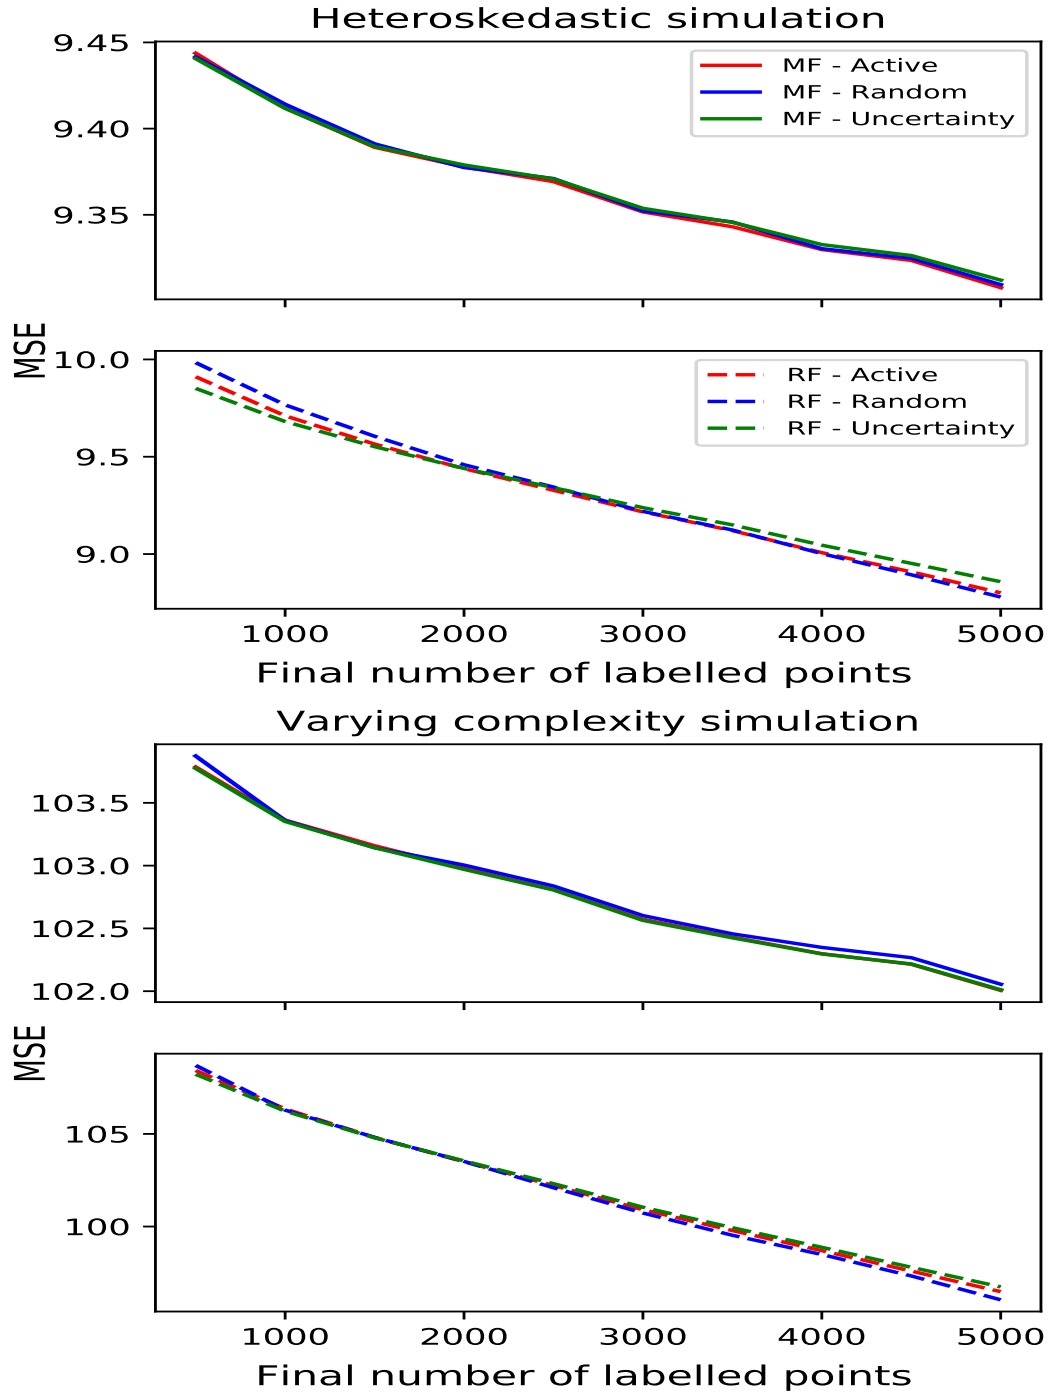 Heteroskedastic simulation
9.45
9.40
9.35
MF - Active
MF - Random
MF - Uncertainty
MSE
10.0
9.5
9.0
RF - Active
RF - Random
RF - Uncertainty
1000 2000 3000 4000 5000
Final number of labelled points
Varying complexity simulation
103.5
103.0
102.5
102.0
MSE
105
100
1000 2000 3000 4000 5000
Final number of labelled points